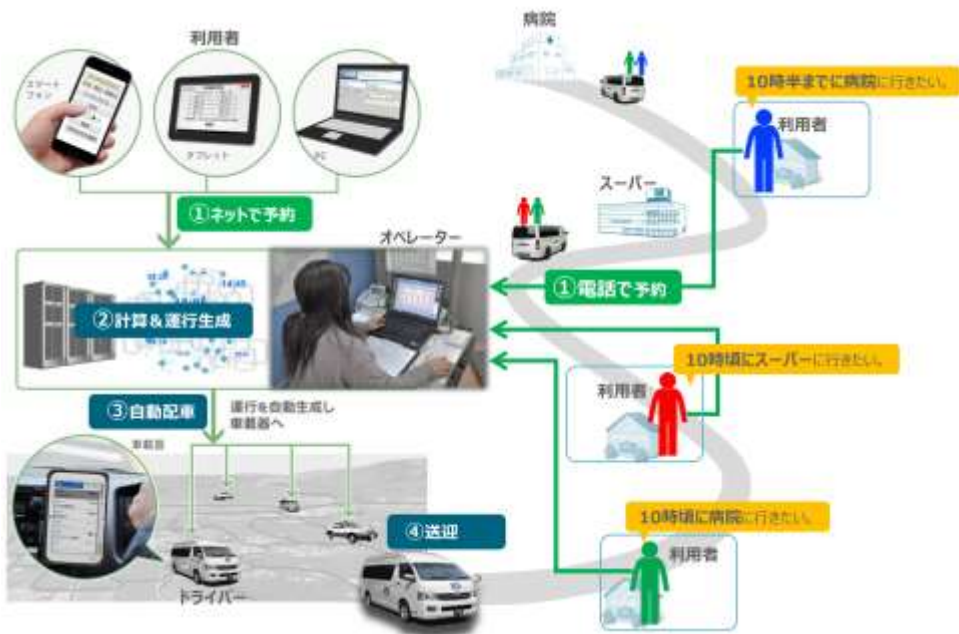 利用者
スマート
フォン
タブレット
PC
①ネットで予約
オペレーター
②計算&運行生成
③自動配車
運行を自動生成し
車載器へ
車載器
ドライバー
④送迎
病院
10時半までに病院に行きたい。
利用者
スーパー
①電話で予約
10時頃にスーパーに行きたい。
利用者
10時頃に病院に行きたい。
利用者